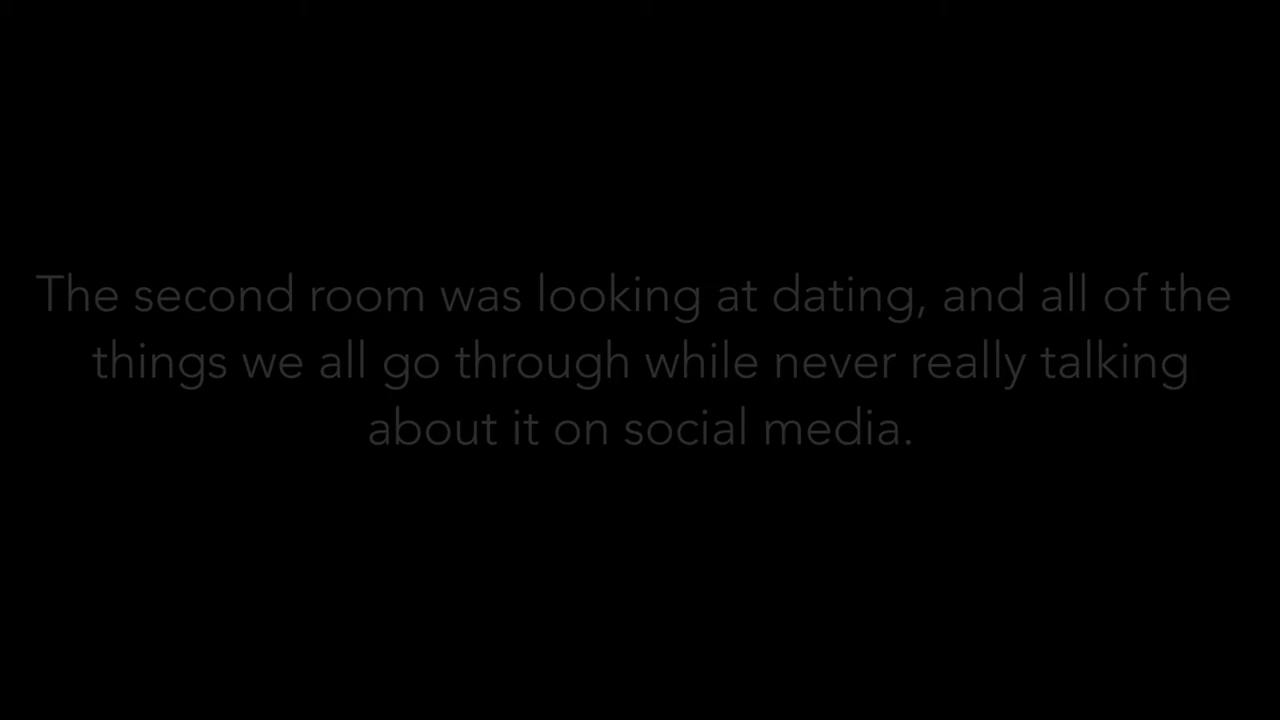 The second room was looking at dating, and all of the
things we all go through while never really talking
about it on social media.